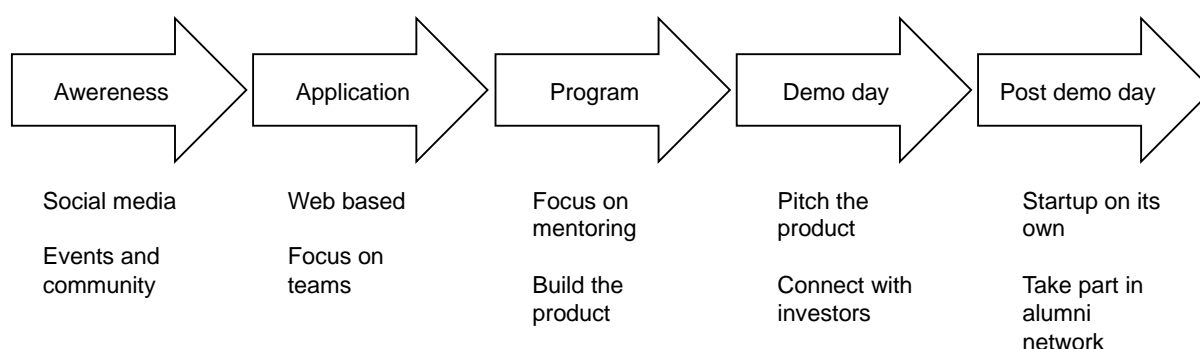 Awereness
Application
Program
Demo day
Post demo day
Social media
Events and
community
Web based
Focus on
teams
Focus on
mentoring
Build the
product
Pitch the
product
Connect with
investors
Startup on its
own
Take part in
alumni
network